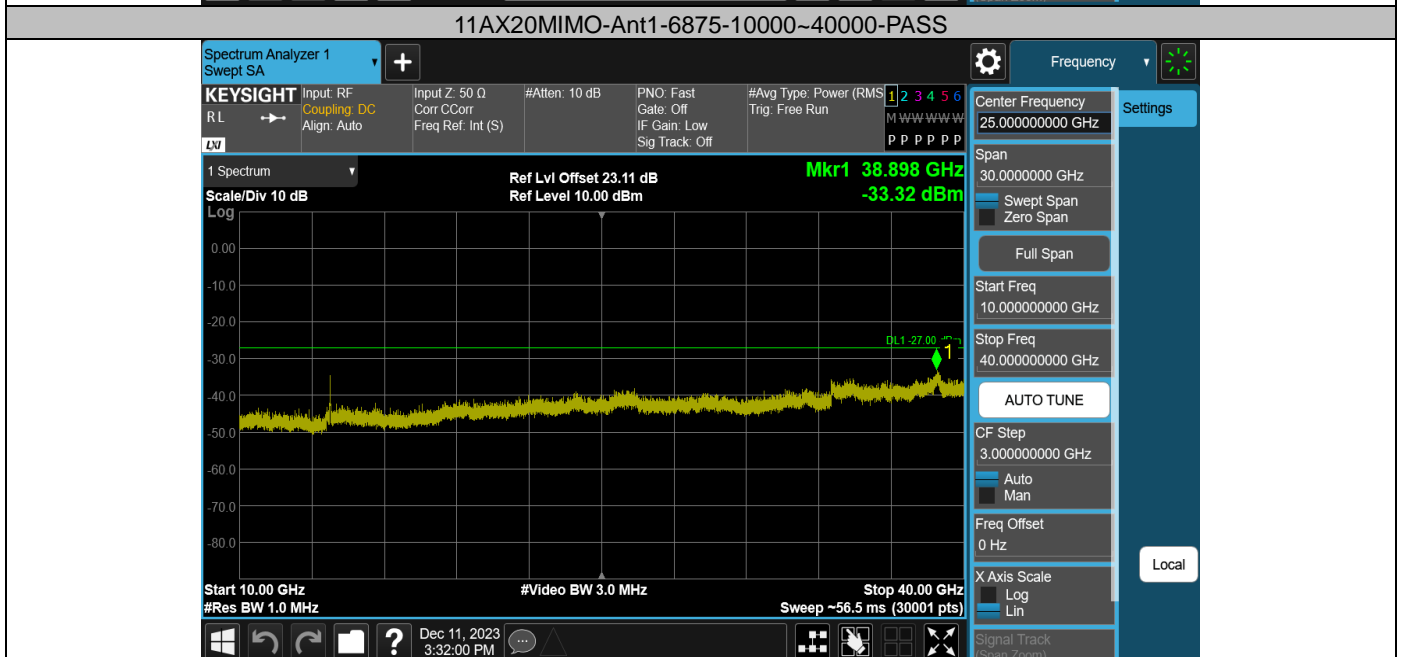 11AX20MIMO-Ant1-6875-10000~40000-PASS
Spectrum Analyzer 1
Swept SA
+
Frequency
KEYSIGHT
RL
LXI
Input: RF
Coupling: DC
Align: Auto
Input Z: 50 Ω
Corr CCorr
Freq Ref: Int (S)
#Atten: 10 dB
PNO: Fast
Gate: Off
IF Gain: Low
Sig Track: Off
#Avg Type: Power (RMS
Trig: Free Run
1 2 3 4 5 6
M W W W W W
P P P P P P
Center Frequency
25.000000000 GHz
Settings
1 Spectrum
Scale/Div 10 dB
Log
Ref Lvl Offset 23.11 dB
Ref Level 10.00 dBm
Mkr1 38.898 GHz
-33.32 dBm
0.00
-10.0
-20.0
-30.0
-40.0
-50.0
-60.0
-70.0
-80.0
DL1 -27.00
1
Start 10.00 GHz
#Res BW 1.0 MHz
#Video BW 3.0 MHz
Stop 40.00 GHz
Sweep ~56.5 ms (30001 pts)
Span
30.0000000 GHz
Swept Span
Zero Span
Full Span
Start Freq
10.000000000 GHz
Stop Freq
40.000000000 GHz
AUTO TUNE
CF Step
3.000000000 GHz
Auto
Man
Freq Offset
0 Hz
X Axis Scale
Log
Lin
Signal Track
(Span Zoom)
Local
?
Dec 11, 2023
3:32:00 PM